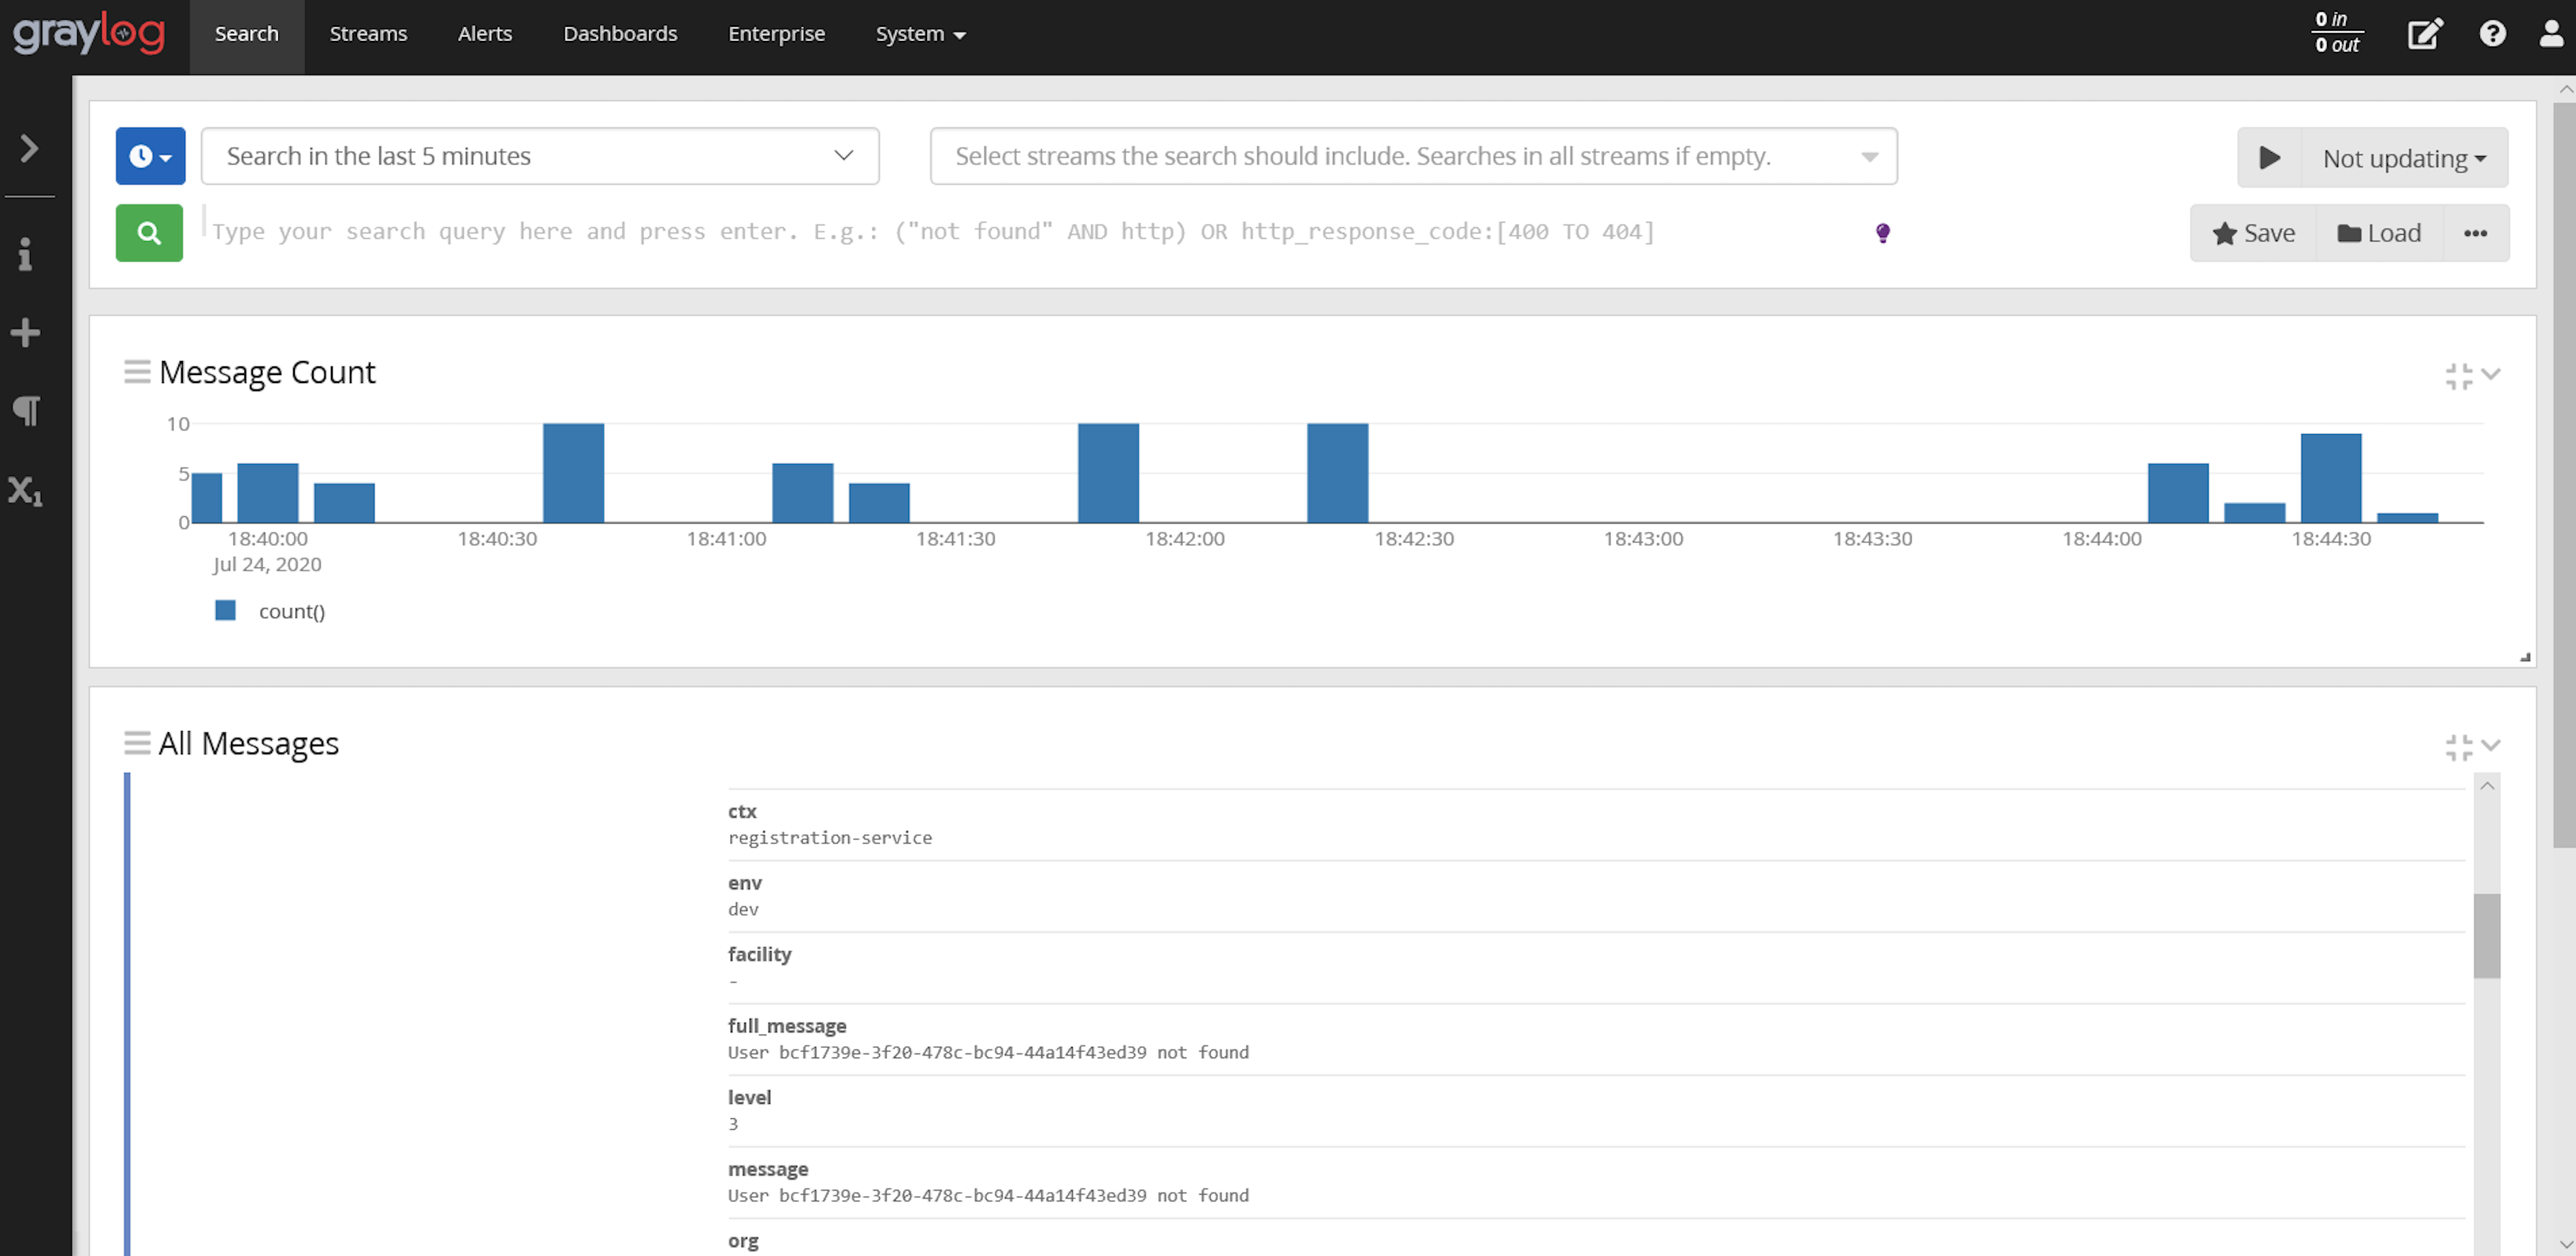 graylog Search Streams Alerts Dashboards Enterprise System 0 in
0 out
Search in the last 5 minutes Select streams the search should include. Searches in all streams if empty. Not updating
Type your search query here and press enter. E.g.: ("not found" AND http) OR http_response_code:[400 TO 404] Save Load
Message Count
10
5
0
18:40:00 18:40:30 18:41:00 18:41:30 18:42:00 18:42:30 18:43:00 18:43:30 18:44:00 18:44:30
Jul 24, 2020
count()
All Messages
ctx
registration-service
env
dev
facility
-
full_message
User bcf1739e-3f20-478c-bc94-44a14f43ed39 not found
level
3
message
User bcf1739e-3f20-478c-bc94-44a14f43ed39 not found
org